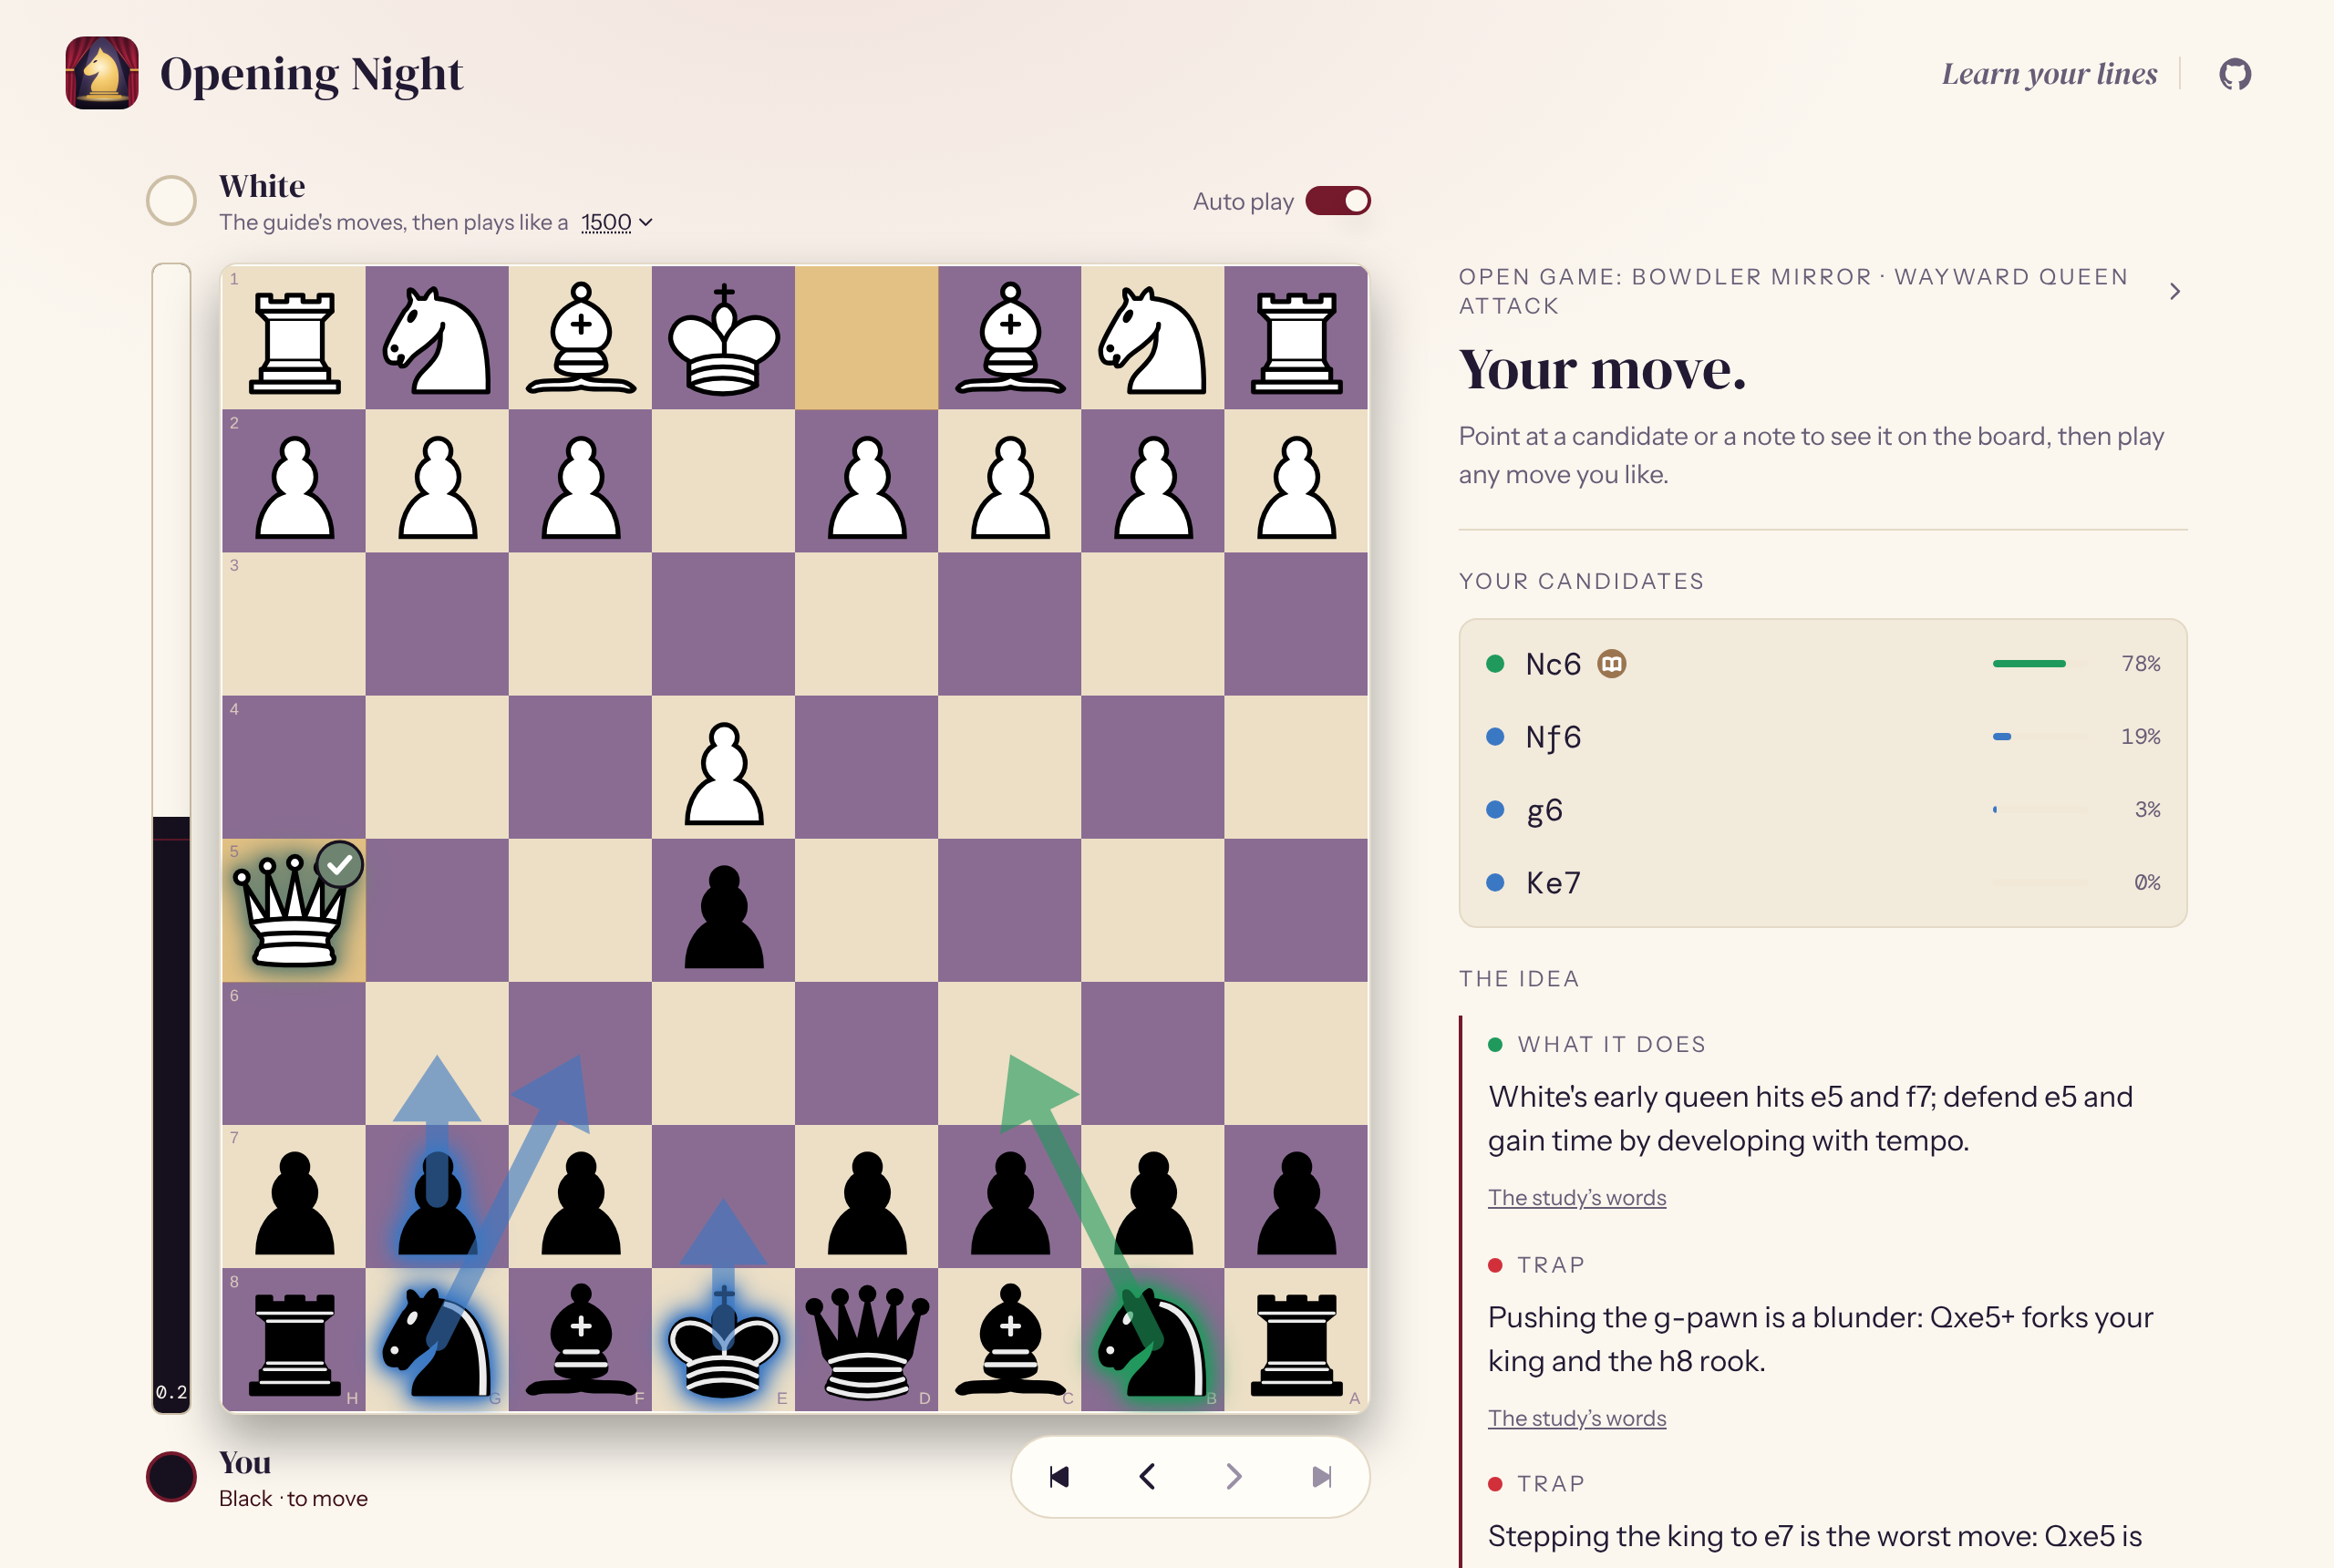 Opening Night
Learn your lines
White
The guide's moves, then plays like a 1500
Auto play
1
2
3
4
5
6
7
8
H
G
F
E
D
C
B
A
0.2
You
Black · to move
OPEN GAME: BOWDLER MIRROR · WAYWARD QUEEN
ATTACK
Your move.
Point at a candidate or a note to see it on the board, then play
any move you like.
YOUR CANDIDATES
Nc6 78%
Nf6 19%
g6 3%
Ke7 0%
THE IDEA
WHAT IT DOES
White's early queen hits e5 and f7; defend e5 and
gain time by developing with tempo.
The study’s words
TRAP
Pushing the g-pawn is a blunder: Qxe5+ forks your
king and the h8 rook.
The study’s words
TRAP
Stepping the king to e7 is the worst move: Qxe5 is